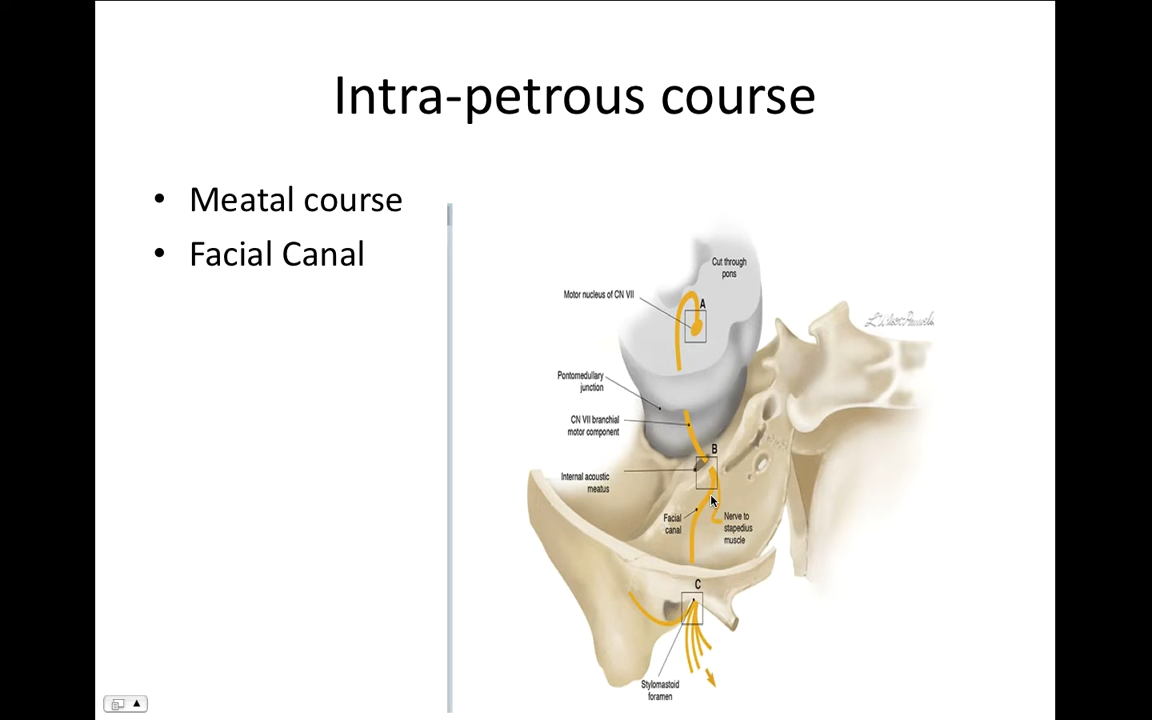 Intra-petrous course
• Meatal course
• Facial Canal
Cut through
pons
Motor nucleus of CN VII
A
Pontomedullary
junction
CN VII branchial
motor component
B
Internal acoustic
meatus
Facial
canal
Nerve to
stapedius
muscle
C
Stylomastoid
foramen